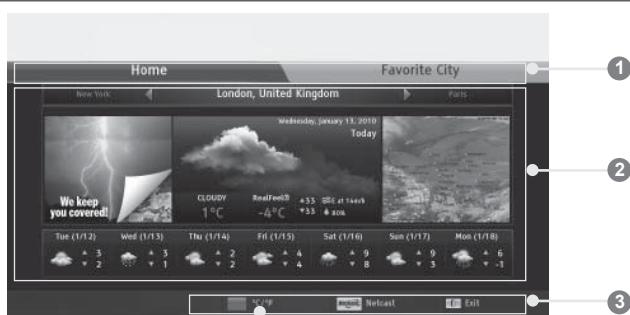 Home Favorite City 1
New York London, United Kingdom Paris
Wednesday, January 13, 2010
Today
We keep
you covered!
CLOUDY RealFeel® +33
1°C -4°C 33 80%
2
Tue (1/12) Wed (1/13) Thu (1/14) Fri (1/15) Sat (1/16) Sun (1/17) Mon (1/18)
3 3 2 4 9 9 6
2 1 2 4 8 3 -1
°C/°F Netcast Exit 3